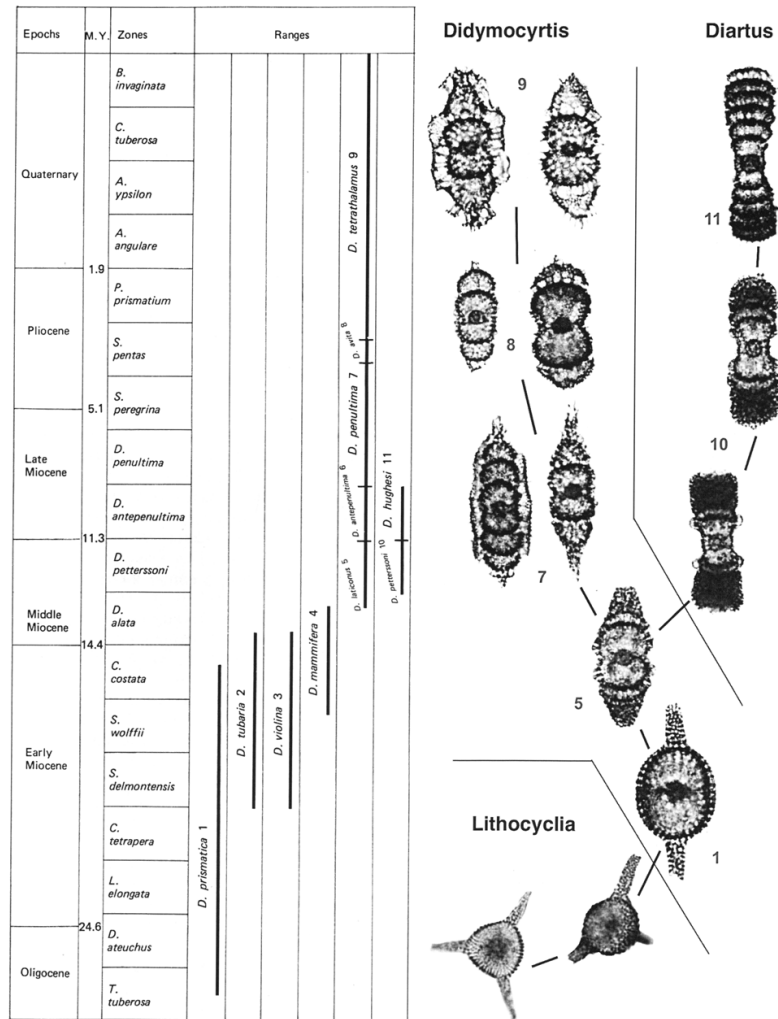 Epochs M.Y. Zones Ranges
Quaternary
Pliocene
Late
Miocene
Middle
Miocene
Early
Miocene
Oligocene
1.9
5.1
11.3
14.4
24.6
B.
invaginata
C.
tuberosa
A.
ypsilon
A.
angulare
P.
prismatium
S.
pentas
S.
peregrina
D.
penultima
D.
antepenultima
D.
petterssoni
D.
alata
C.
costata
S.
wolffii
S.
delmontensis
C.
tetrapera
L.
elongata
D.
ateuchus
T.
tuberosa
D. prismatica 1
D. tubaria 2
D. violina 3
D. mammifera 4
D. laticonus 5
D. antepenultima 6
D. penultima 7
D. avita 8
D. tetrathalamus 9
D. petterssoni 10
D. hughesi 11
Didymocyrtis
9
8
7
5
1
Diartus
11
10
Lithocyclia